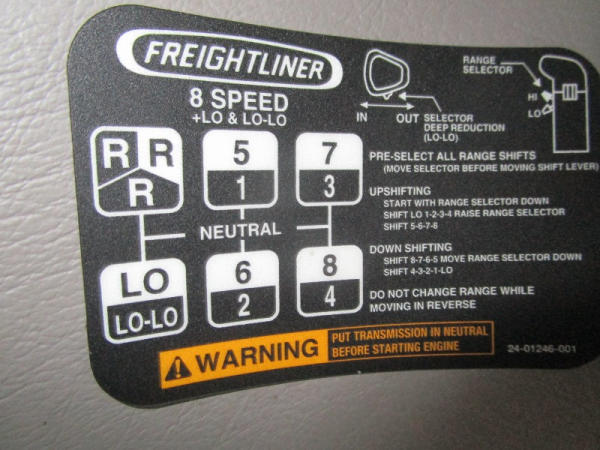 FREIGHTLINER
8 SPEED
+LO & LO-LO
IN
OUT
SELECTOR
DEEP REDUCTION
(LO-LO)
RANGE
SELECTOR
HI
LO
R R
R
5
1
7
3
NEUTRAL
LO
LO-LO
6
2
8
4
PRE-SELECT ALL RANGE SHIFTS
(MOVE SELECTOR BEFORE MOVING SHIFT LEVER)
UPSHIFTING
START WITH RANGE SELECTOR DOWN
SHIFT LO 1-2-3-4 RAISE RANGE SELECTOR
SHIFT 5-6-7-8
DOWN SHIFTING
SHIFT 8-7-6-5 MOVE RANGE SELECTOR DOWN
SHIFT 4-3-2-1-LO
DO NOT CHANGE RANGE WHILE
MOVING IN REVERSE
WARNING
PUT TRANSMISSION IN NEUTRAL
BEFORE STARTING ENGINE
24-01246-001